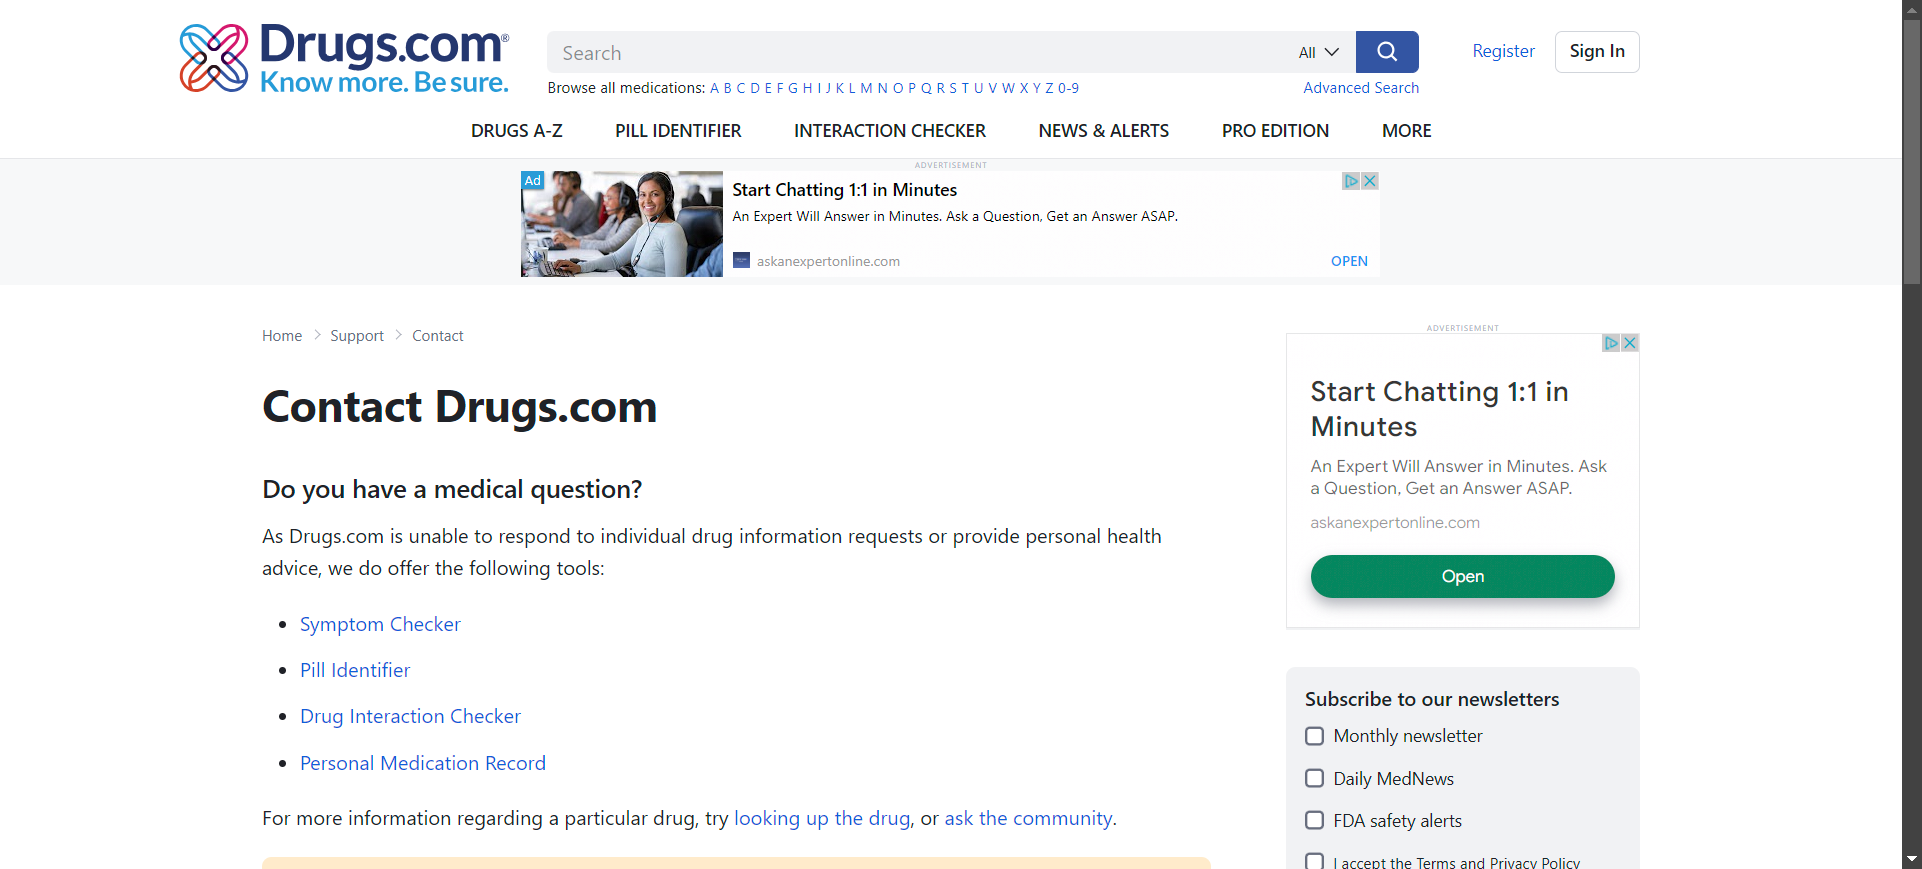 Drugs.com®
Know more. Be sure.
Search
All
Register
Sign In
Browse all medications: A B C D E F G H I J K L M N O P Q R S T U V W X Y Z 0-9
Advanced Search
DRUGS A-Z
PILL IDENTIFIER
INTERACTION CHECKER
NEWS & ALERTS
PRO EDITION
MORE
ADVERTISEMENT
Ad
Start Chatting 1:1 in Minutes
An Expert Will Answer in Minutes. Ask a Question, Get an Answer ASAP.
askanexpertonline.com
OPEN
Home
Support
Contact
Contact Drugs.com
Do you have a medical question?
As Drugs.com is unable to respond to individual drug information requests or provide personal health
advice, we do offer the following tools:
Symptom Checker
Pill Identifier
Drug Interaction Checker
Personal Medication Record
For more information regarding a particular drug, try looking up the drug, or ask the community.
ADVERTISEMENT
Start Chatting 1:1 in
Minutes
An Expert Will Answer in Minutes. Ask
a Question, Get an Answer ASAP.
askanexpertonline.com
Open
Subscribe to our newsletters
Monthly newsletter
Daily MedNews
FDA safety alerts
I accept the Terms and Privacy Policy